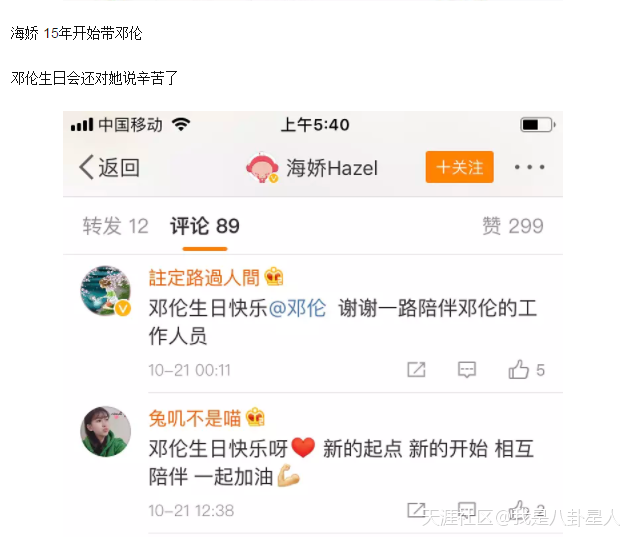 海娇 15年开始带邓伦
邓伦生日会还对她说辛苦了
中国移动 上午5:40
返回 海娇Hazel +关注
转发 12 评论 89 赞 299
註定路過人間
邓伦生日快乐@邓伦 谢谢一路陪伴邓伦的工
作人员
10-21 00:11 5
兔叽不是喵
邓伦生日快乐呀❤️ 新的起点 新的开始 相互
陪伴 一起加油💪
10-21 12:38 2
天涯社区@我是八卦星人